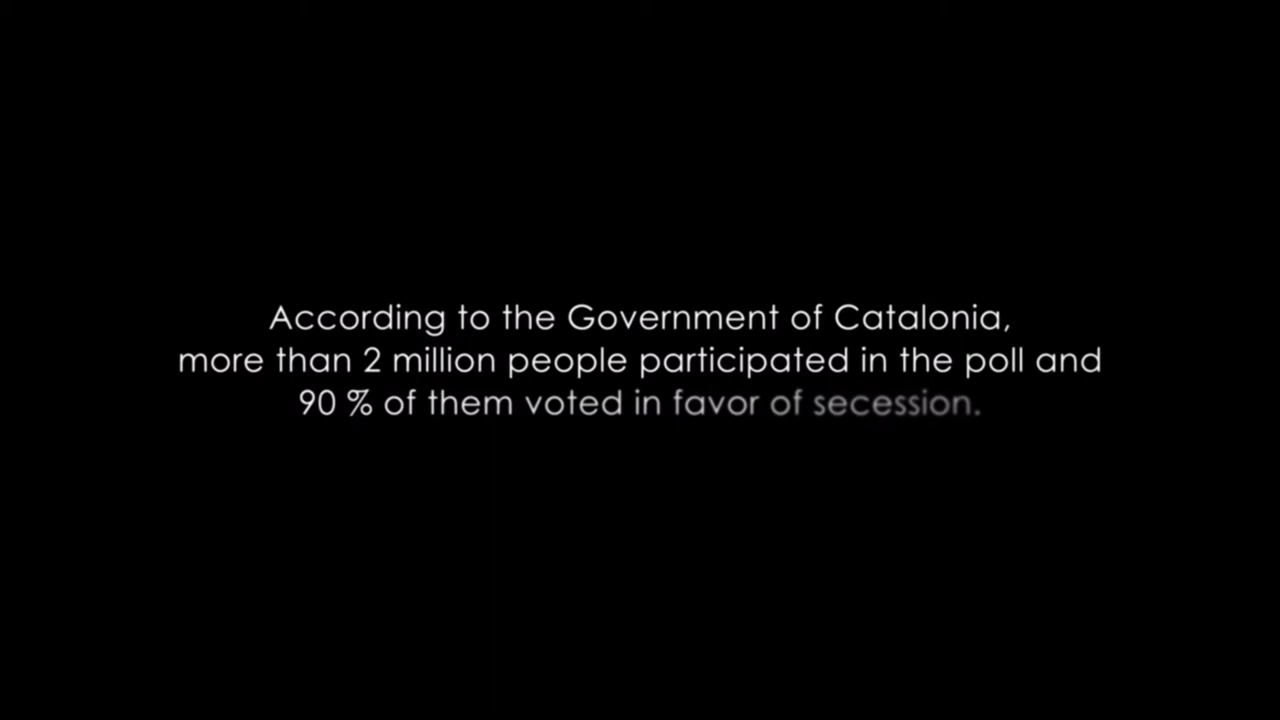 According to the Government of Catalonia,
more than 2 million people participated in the poll and
90 % of them voted in favor of secession.